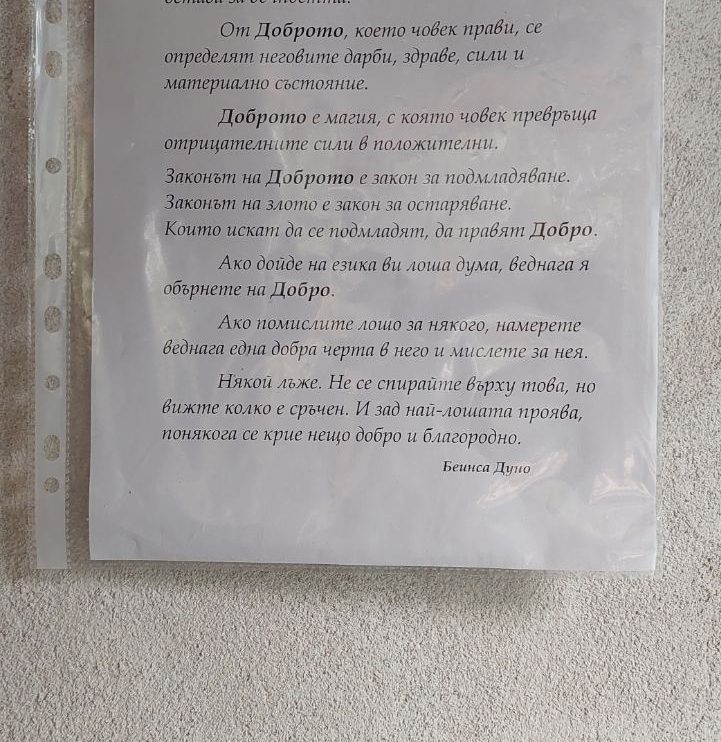 От Доброто, което човек прави, се
определят неговите дарби, здраве, сили и
материално състояние.
Доброто е магия, с която човек превръща
отрицателните сили в положителни.
Законът на Доброто е закон за подмладяване.
Законът на злото е закон за остаряване.
Които искат да се подмладят, да правят Добро.
Ако дойде на езика ви лоша дума, веднага я
обърнете на Добро.
Ако помислите лошо за някого, намерете
веднага една добра черта в него и мислете за нея.
Някой лъже. Не се спирайте върху това, но
вижте колко е сръчен. И зад най-лошата проява,
понякога се крие нещо добро и благородно.
Беинса Дуно